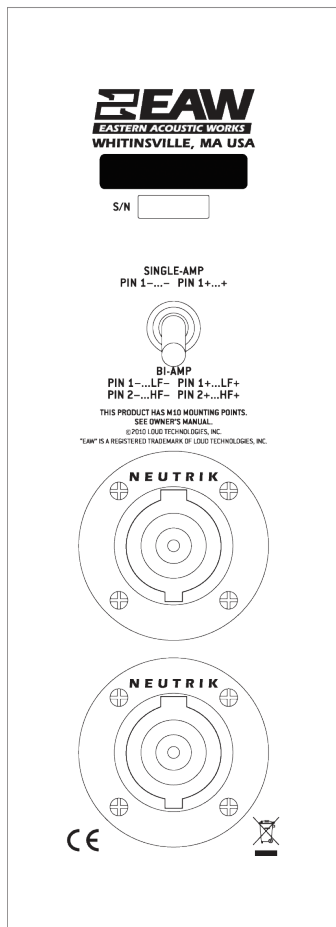 EAW
EASTERN ACOUSTIC WORKS
WHITINSVILLE, MA USA
S/N
SINGLE-AMP
PIN 1–...– PIN 1+...+
BI-AMP
PIN 1–...LF– PIN 1+...LF+
PIN 2–...HF– PIN 2+...HF+
THIS PRODUCT HAS M10 MOUNTING POINTS.
SEE OWNER'S MANUAL.
©2010 LOUD TECHNOLOGIES, INC.
"EAW" IS A REGISTERED TRADEMARK OF LOUD TECHNOLOGIES, INC.
NEUTRIK
NEUTRIK
CE